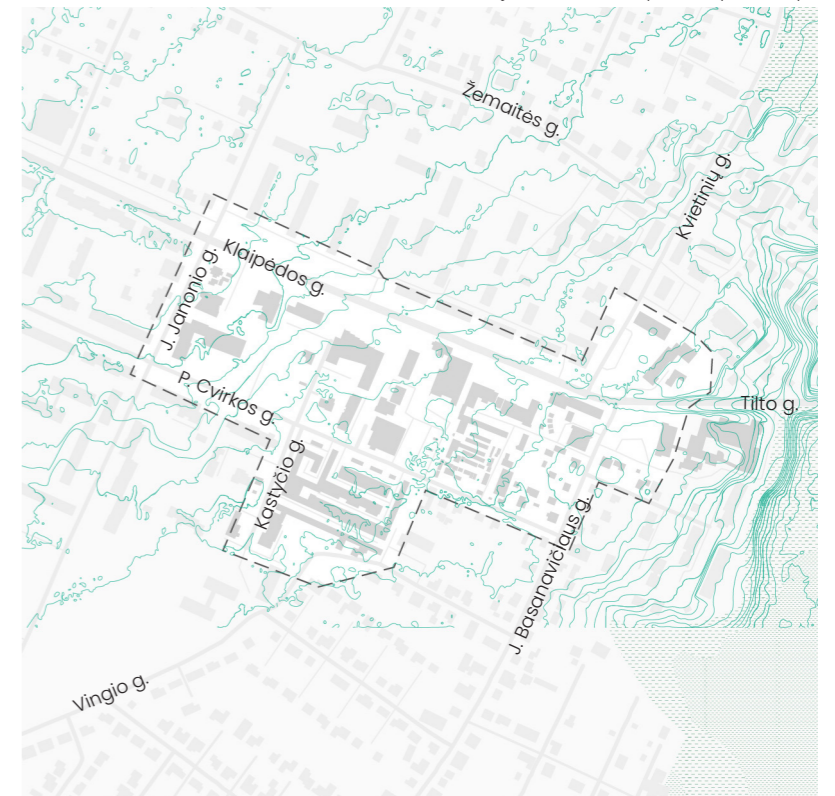 Žemaitės g.
Kvietinių g.
Klaipėdos g.
J. Janonio g.
P. Cvirkos g.
Tilto g.
Kastyčio g.
J. Basanavičiaus g.
Vingio g.